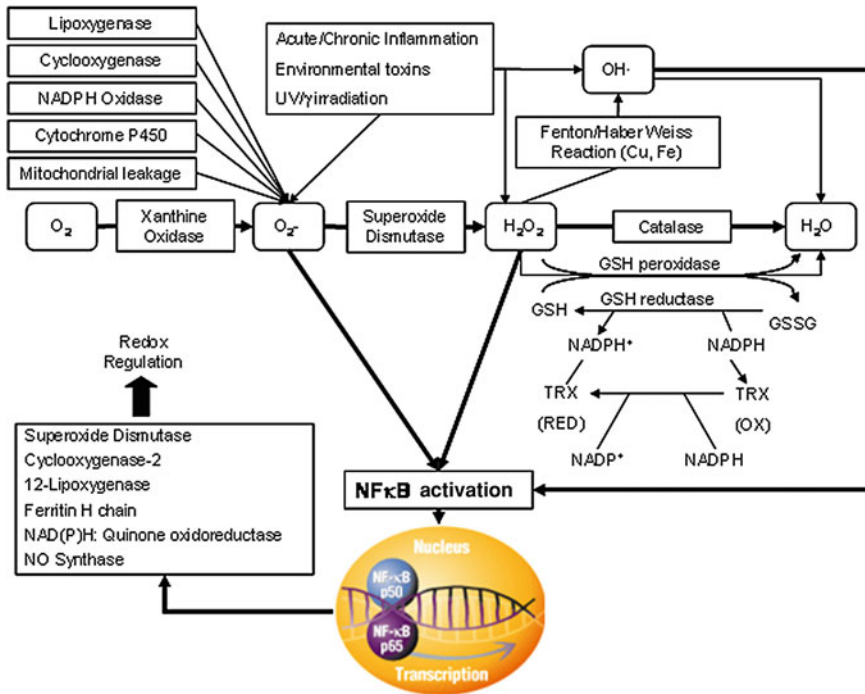 Lipoxygenase
Cyclooxygenase
NADPH Oxidase
Cytochrome P450
Mitochondrial leakage
Acute/Chronic Inflammation
Environmental toxins
UV/γirradiation
OH·
Fenton/Haber Weiss
Reaction (Cu, Fe)
O₂
Xanthine
Oxidase
O₂-
Superoxide
Dismutase
H₂O₂
Catalase
H₂O
GSH peroxidase
GSH
GSH reductase
GSSG
NADPH⁺
NADPH
TRX
(RED)
TRX
(OX)
NADP⁺
NADPH
Redox
Regulation
Superoxide Dismutase
Cyclooxygenase-2
12-Lipoxygenase
Ferritin H chain
NAD(P)H: Quinone oxidoreductase
NO Synthase
NFκB activation
Nucleus
NF-κB
p50
NF-κB
p65
Transcription